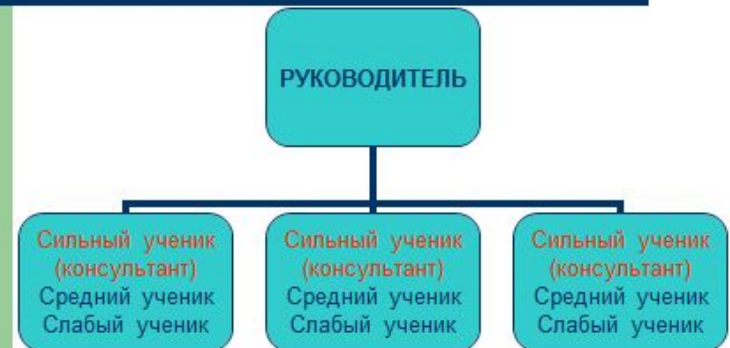 РУКОВОДИТЕЛЬ
Сильный ученик
(консультант)
Средний ученик
Слабый ученик
Сильный ученик
(консультант)
Средний ученик
Слабый ученик
Сильный ученик
(консультант)
Средний ученик
Слабый ученик